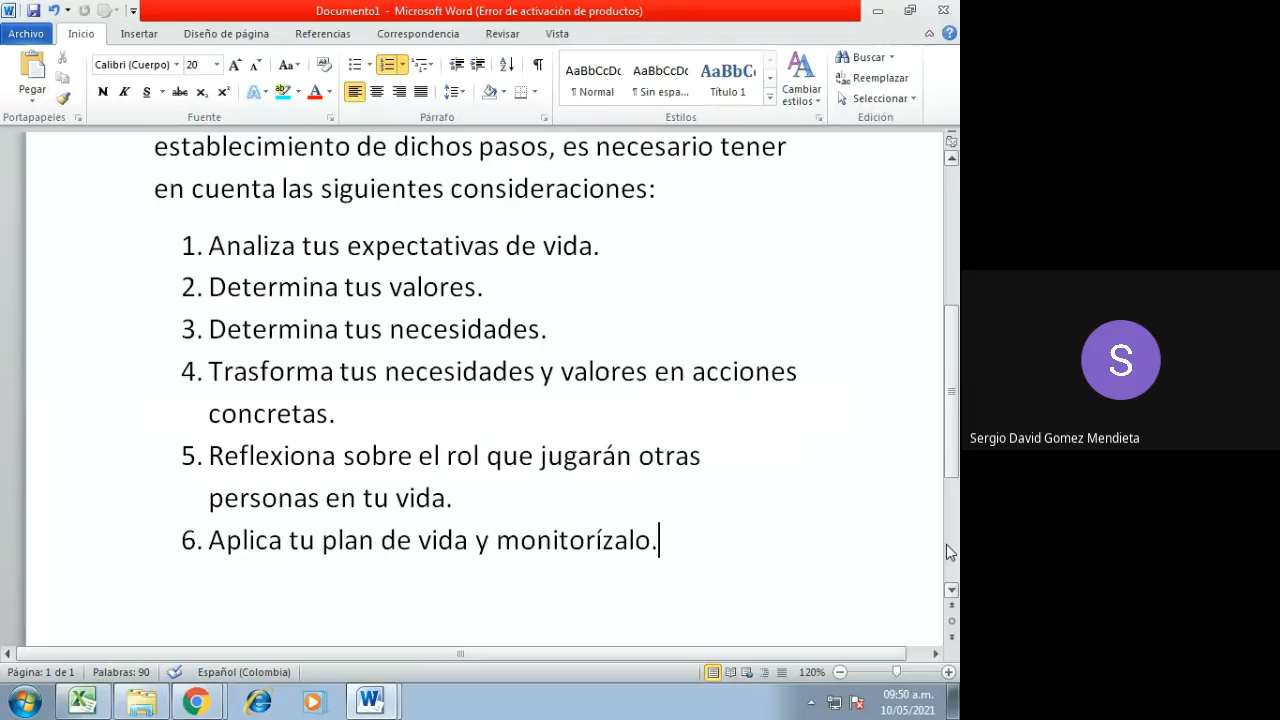 Documento1 - Microsoft Word (Error de activación de productos)
Archivo Inicio Insertar Diseño de página Referencias Correspondencia Revisar Vista
Pegar
Portapapeles
Calibri (Cuerpo) 20
Fuente
Párrafo
AaBbCcDc AaBbCcDc AaBbC
¶ Normal ¶ Sin espa... Título 1
Cambiar
estilos
Estilos
Buscar
Reemplazar
Seleccionar
Edición
establecimiento de dichos pasos, es necesario tener
en cuenta las siguientes consideraciones:
1. Analiza tus expectativas de vida.
2. Determina tus valores.
3. Determina tus necesidades.
4. Trasforma tus necesidades y valores en acciones
concretas.
5. Reflexiona sobre el rol que jugarán otras
personas en tu vida.
6. Aplica tu plan de vida y monitorízalo.
S
Sergio David Gomez Mendieta
Página: 1 de 1 Palabras: 90 Español (Colombia) 120%
09:50 a.m.
10/05/2021